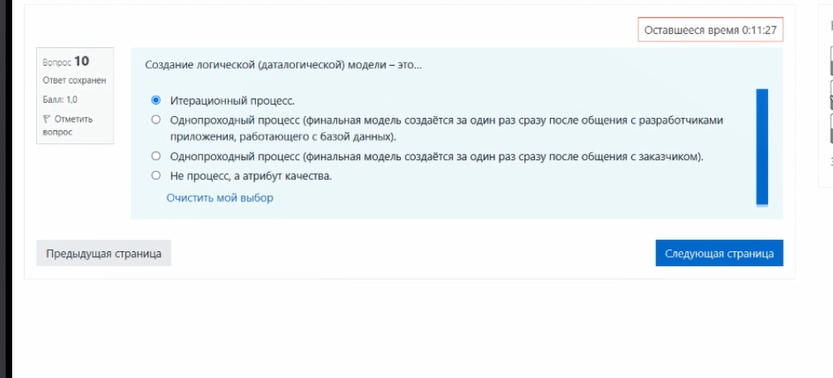 Оставшееся время 0:11:27
Вопрос 10
Ответ сохранен
Балл: 1,0
Отметить
вопрос
Создание логической (даталогической) модели – это...
Итерационный процесс.
Однопроходный процесс (финальная модель создаётся за один раз сразу после общения с разработчиками
приложения, работающего с базой данных).
Однопроходный процесс (финальная модель создаётся за один раз сразу после общения с заказчиком).
Не процесс, а атрибут качества.
Очистить мой выбор
Предыдущая страница
Следующая страница